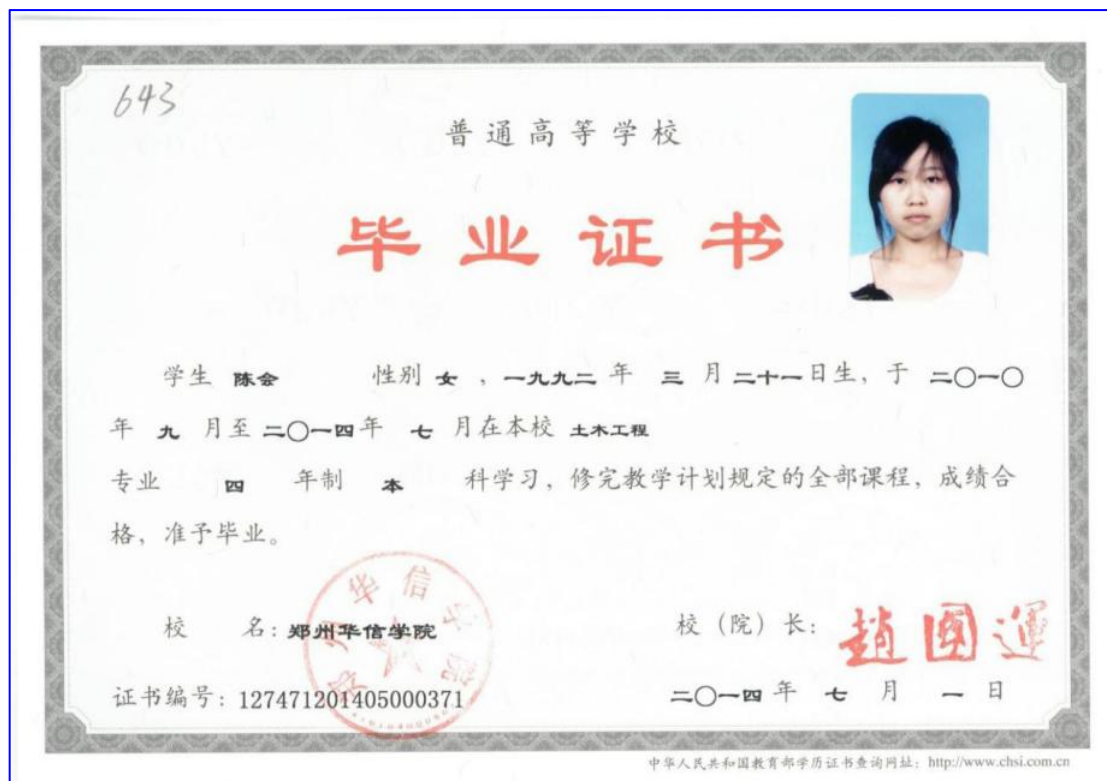 643
普通高等学校
毕业证书
学生 陈会 性别 女 ，一九九二 年 三 月 二十一日生，于 二〇一〇
年 九 月至 二〇一四年 七 月在本校 土木工程
专业 四 年制 本 科学习，修完教学计划规定的全部课程，成绩合
格，准予毕业。
郑州华信学院
校 名：郑州华信学院
校（院）长：趙國運
证书编号：127471201405000371
二〇一四 年 七 月 一 日
中华人民共和国教育部学历证书查询网址：http://www.chsi.com.cn